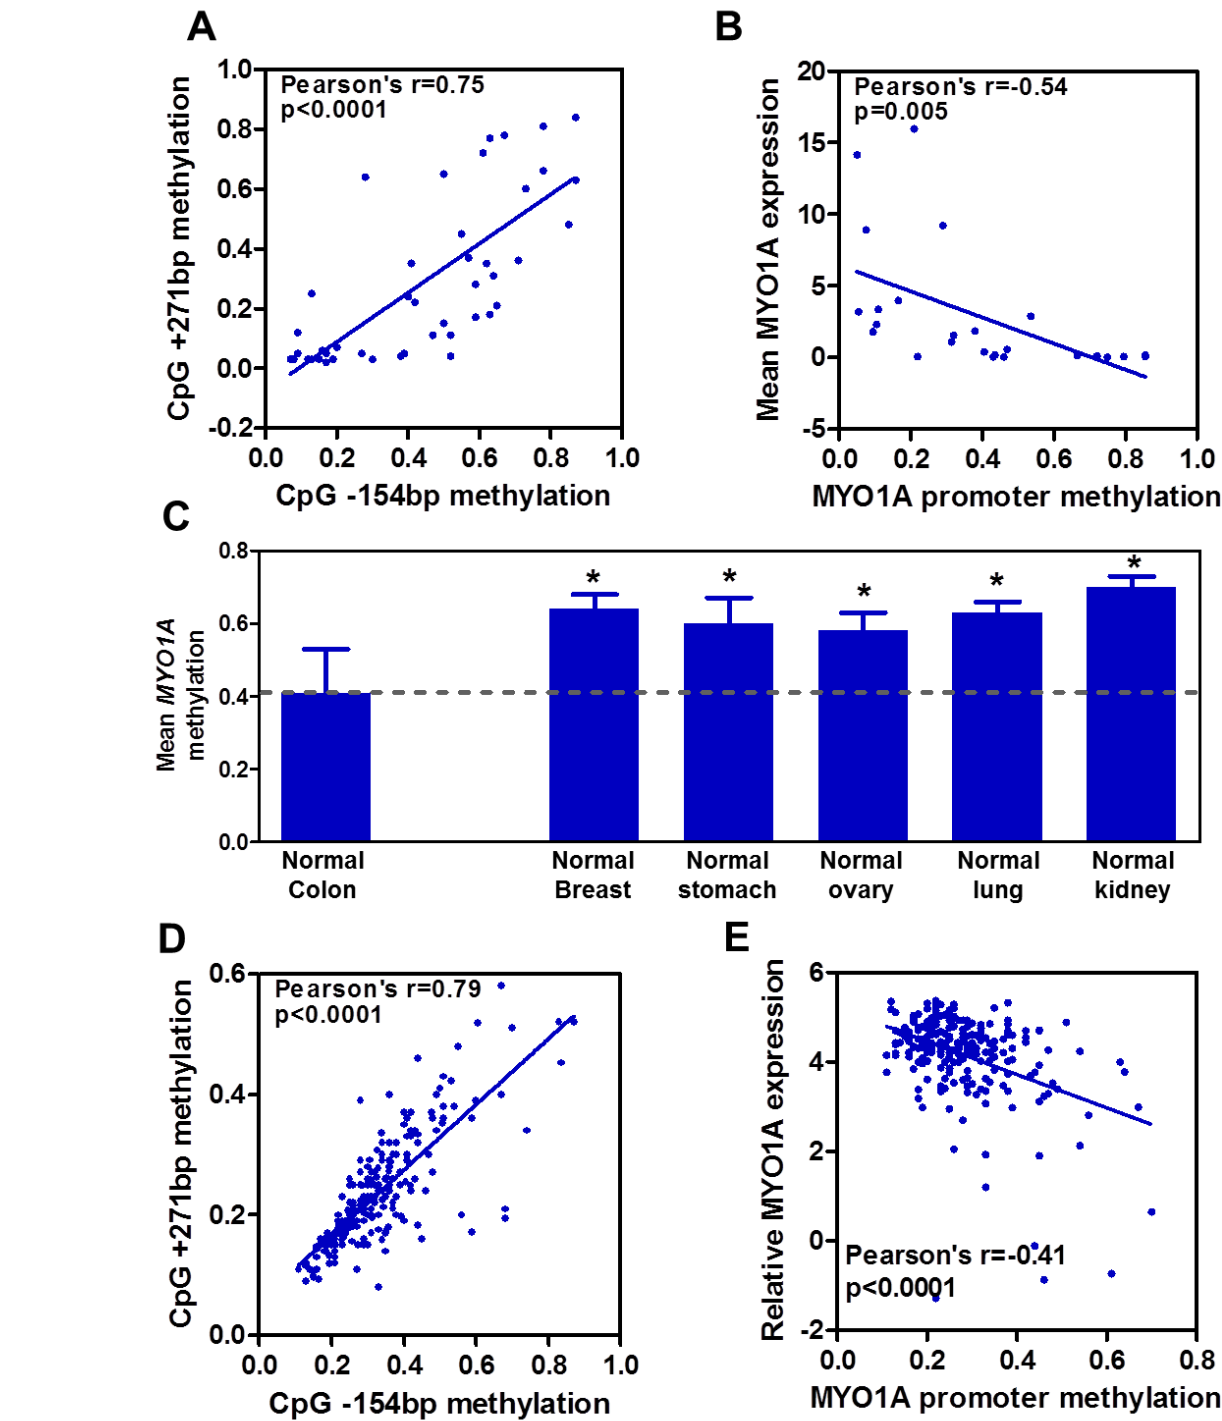 A
Pearson's r=0.75
p<0.0001
CpG +271bp methylation
1.0
0.8
0.6
0.4
0.2
0.0
-0.2
0.0 0.2 0.4 0.6 0.8 1.0
CpG -154bp methylation
B
Pearson's r=-0.54
p=0.005
Mean MYO1A expression
20
15
10
5
0
-5
0.0 0.2 0.4 0.6 0.8 1.0
MYO1A promoter methylation
C
Mean MYO1A
methylation
0.8
0.6
0.4
0.2
0.0
* * * * *
Normal
Colon
Normal
Breast
Normal
stomach
Normal
ovary
Normal
lung
Normal
kidney
D
Pearson's r=0.79
p<0.0001
CpG +271bp methylation
0.6
0.4
0.2
0.0
0.0 0.2 0.4 0.6 0.8 1.0
CpG -154bp methylation
E
Relative MYO1A expression
6
4
2
0
-2
Pearson's r=-0.41
p<0.0001
0.0 0.2 0.4 0.6 0.8
MYO1A promoter methylation